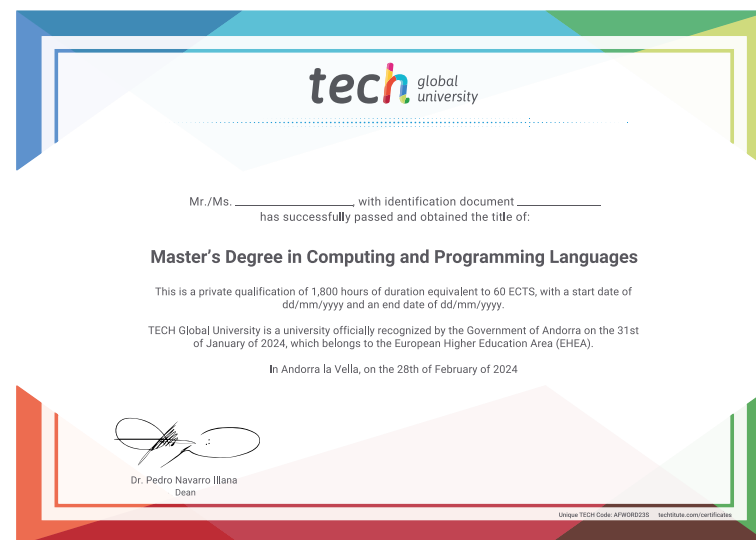 tech global university
Mr./Ms. ________________, with identification document ____________
has successfully passed and obtained the title of:
Master's Degree in Computing and Programming Languages
This is a private qualification of 1,800 hours of duration equivalent to 60 ECTS, with a start date of
dd/mm/yyyy and an end date of dd/mm/yyyy.
TECH Global University is a university officially recognized by the Government of Andorra on the 31st
of January of 2024, which belongs to the European Higher Education Area (EHEA).
In Andorra la Vella, on the 28th of February of 2024
Dr. Pedro Navarro Illana
Dean
Unique TECH Code: AFWORD23S techtitute.com/certificates